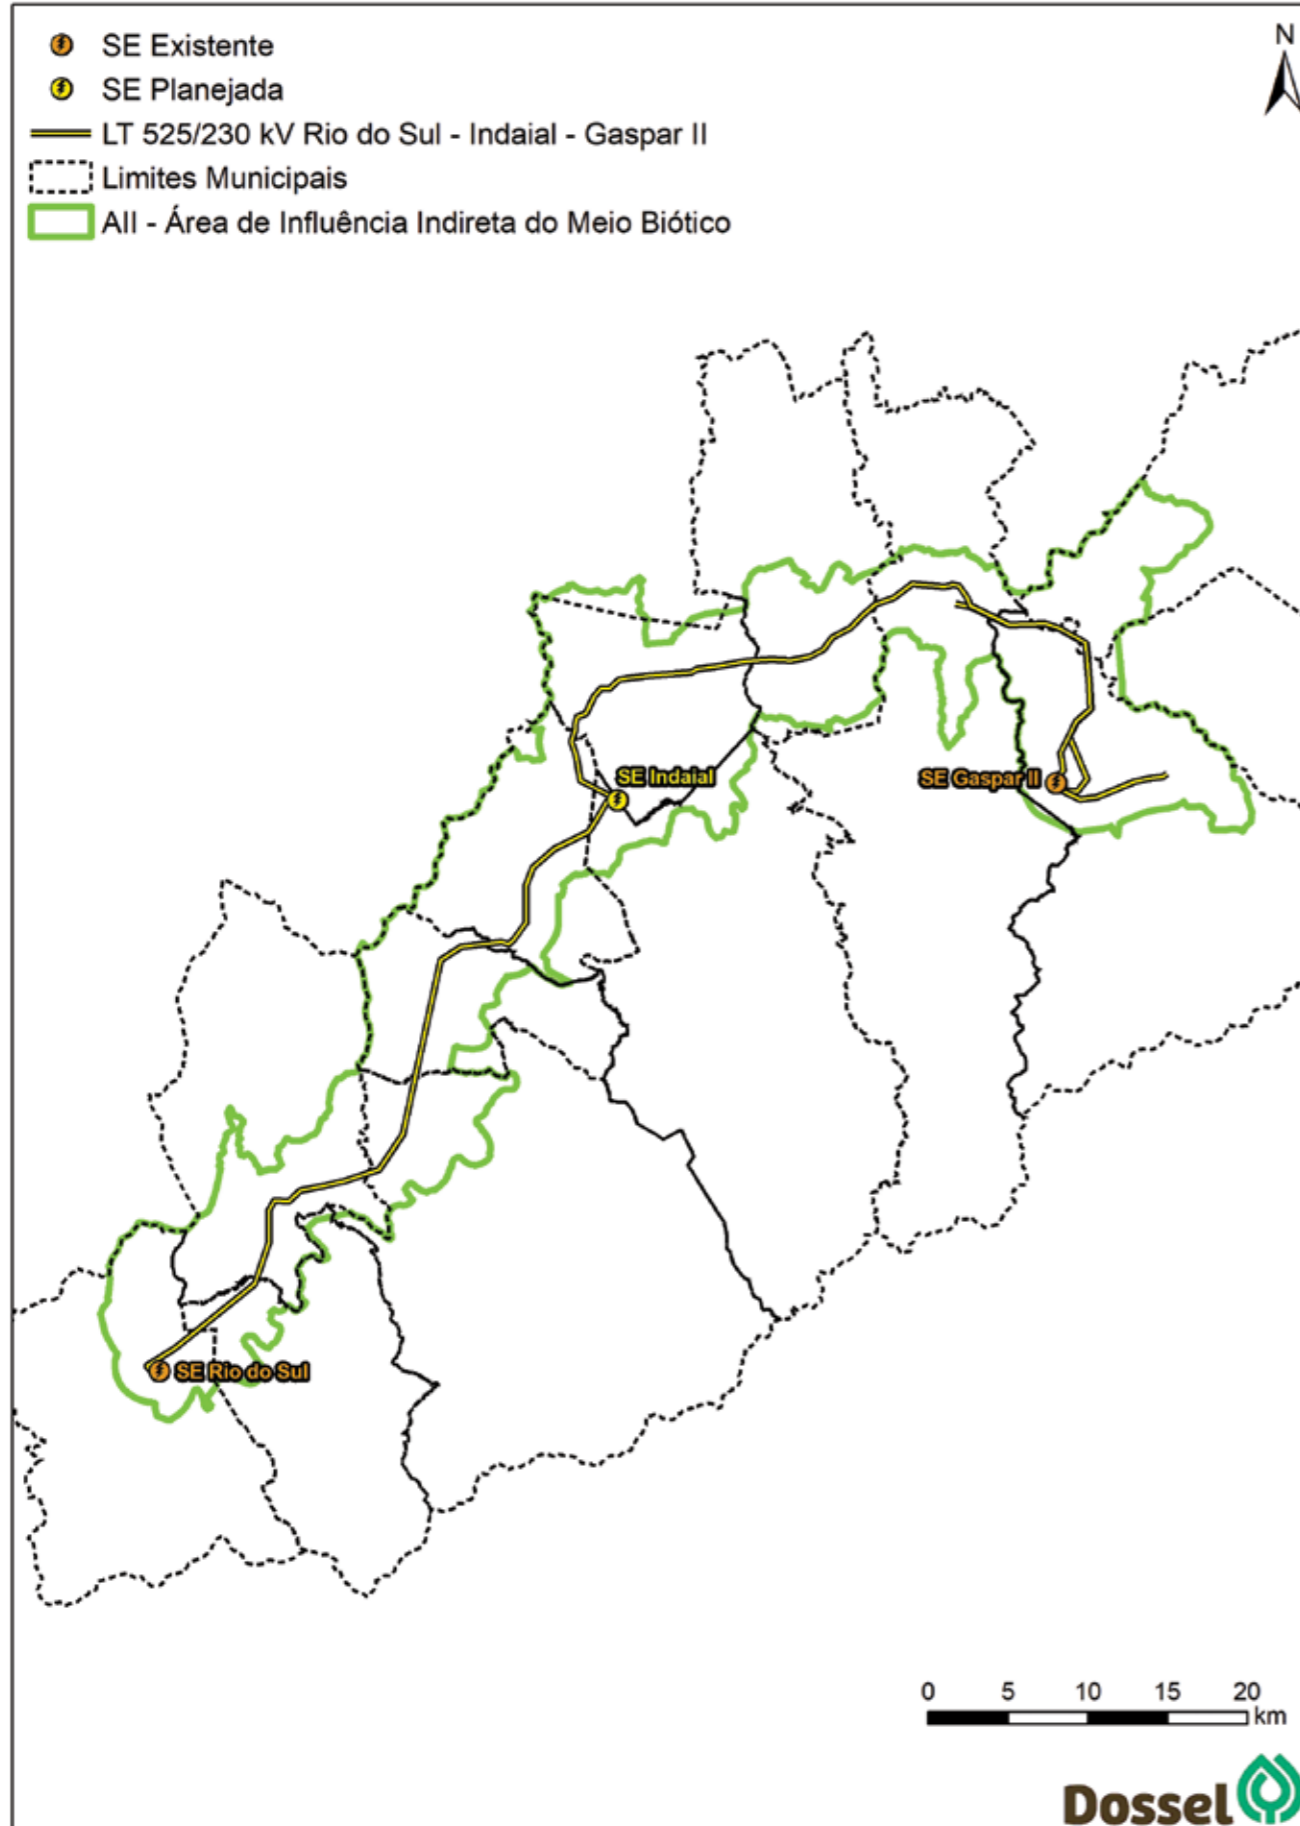 N
SE Existente
SE Planejada
LT 525/230 kV Rio do Sul - Indaial - Gaspar II
Limites Municipais
AII - Área de Influência Indireta do Meio Biótico
SE Indaial
SE Gaspar II
SE Rio do Sul
0 5 10 15 20
km
Dossel